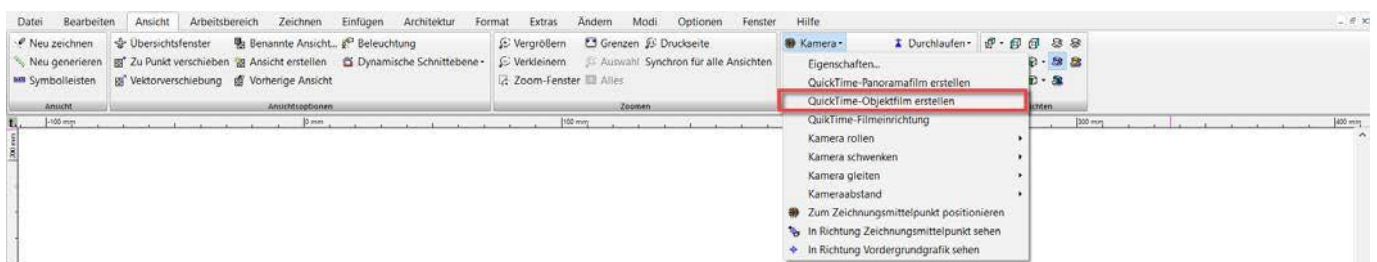 Datei Bearbeiten Ansicht Arbeitsbereich Zeichnen Einfügen Architektur Format Extras Ändern Modi Optionen Fenster Hilfe
Neu zeichnen Übersichtsfenster Benannte Ansicht... Beleuchtung Vergrößern Grenzen Druckseite Kamera Durchlaufen
Neu generieren Zu Punkt verschieben Ansicht erstellen Dynamische Schnittebene Verkleinern Auswahl Synchron für alle Ansichten Eigenschaften...
Symbolleisten Vektorverschiebung Vorherige Ansicht Zoom-Fenster Alles QuickTime-Panoramafilm erstellen
Ansicht Ansichtsoptionen Zoomen QuickTime-Objektfilm erstellen ichten
-100 mm 0 mm 100 mm QuikTime-Filmeinrichtung 300 mm 400 mm
300 mm
Kamera rollen
Kamera schwenken
Kamera gleiten
Kameraabstand
Zum Zeichnungsmittelpunkt positionieren
In Richtung Zeichnungsmittelpunkt sehen
In Richtung Vordergrundgrafik sehen